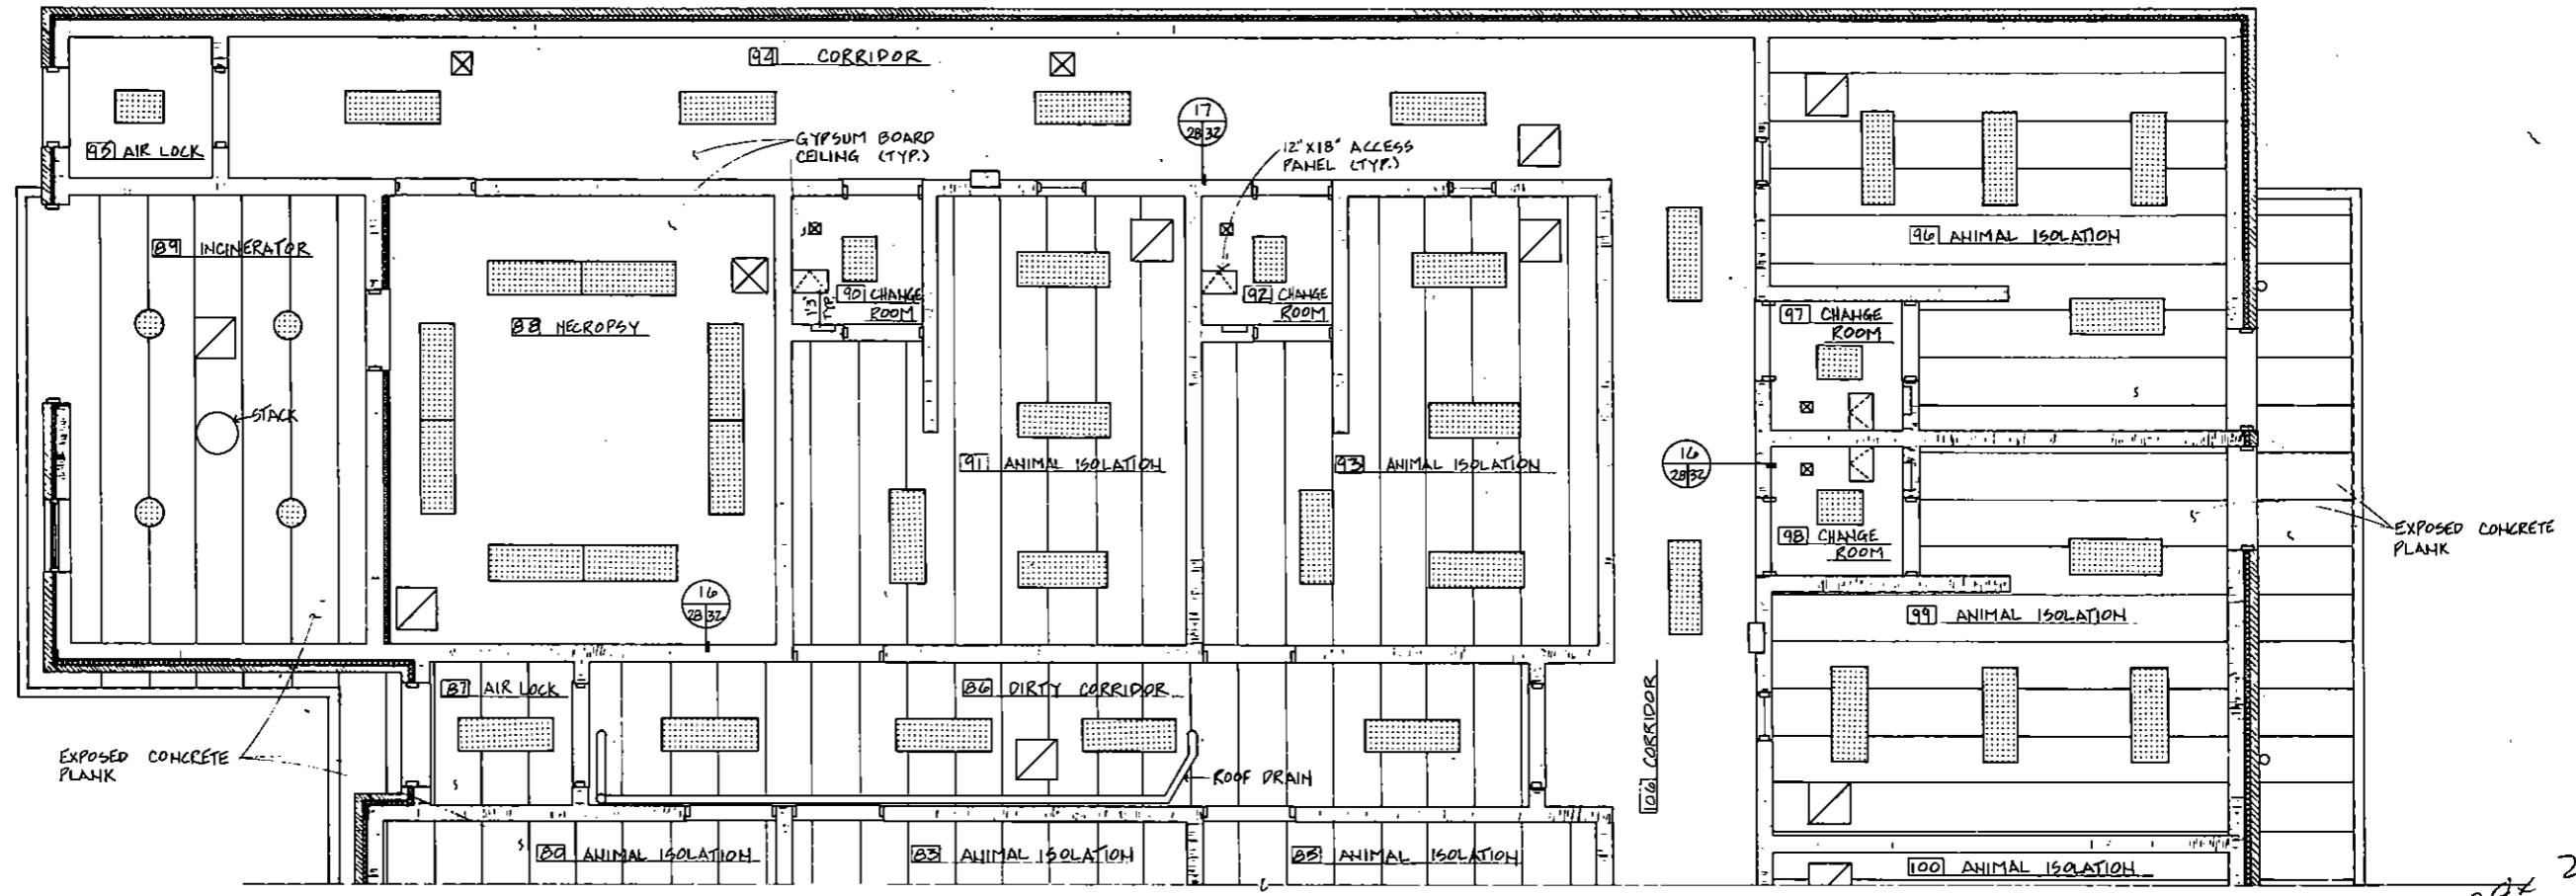 94 CORRIDOR
95 AIR LOCK
GYPSUM BOARD
CEILING (TYP.)
17
28 32
12"X18" ACCESS
PANEL (TYP.)
89 INCINERATOR
88 NECROPSY
90 CHANGE
ROOM
TYP.
92 CHANGE
ROOM
96 ANIMAL ISOLATION
97 CHANGE
ROOM
STACK
91 ANIMAL ISOLATION
93 ANIMAL ISOLATION
16
28 32
98 CHANGE
ROOM
EXPOSED CONCRETE
PLANK
16
28 32
99 ANIMAL ISOLATION
87 AIR LOCK
86 DIRTY CORRIDOR
106 CORRIDOR
EXPOSED CONCRETE
PLANK
ROOF DRAIN
80 ANIMAL ISOLATION
83 ANIMAL ISOLATION
85 ANIMAL ISOLATION
100 ANIMAL ISOLATION